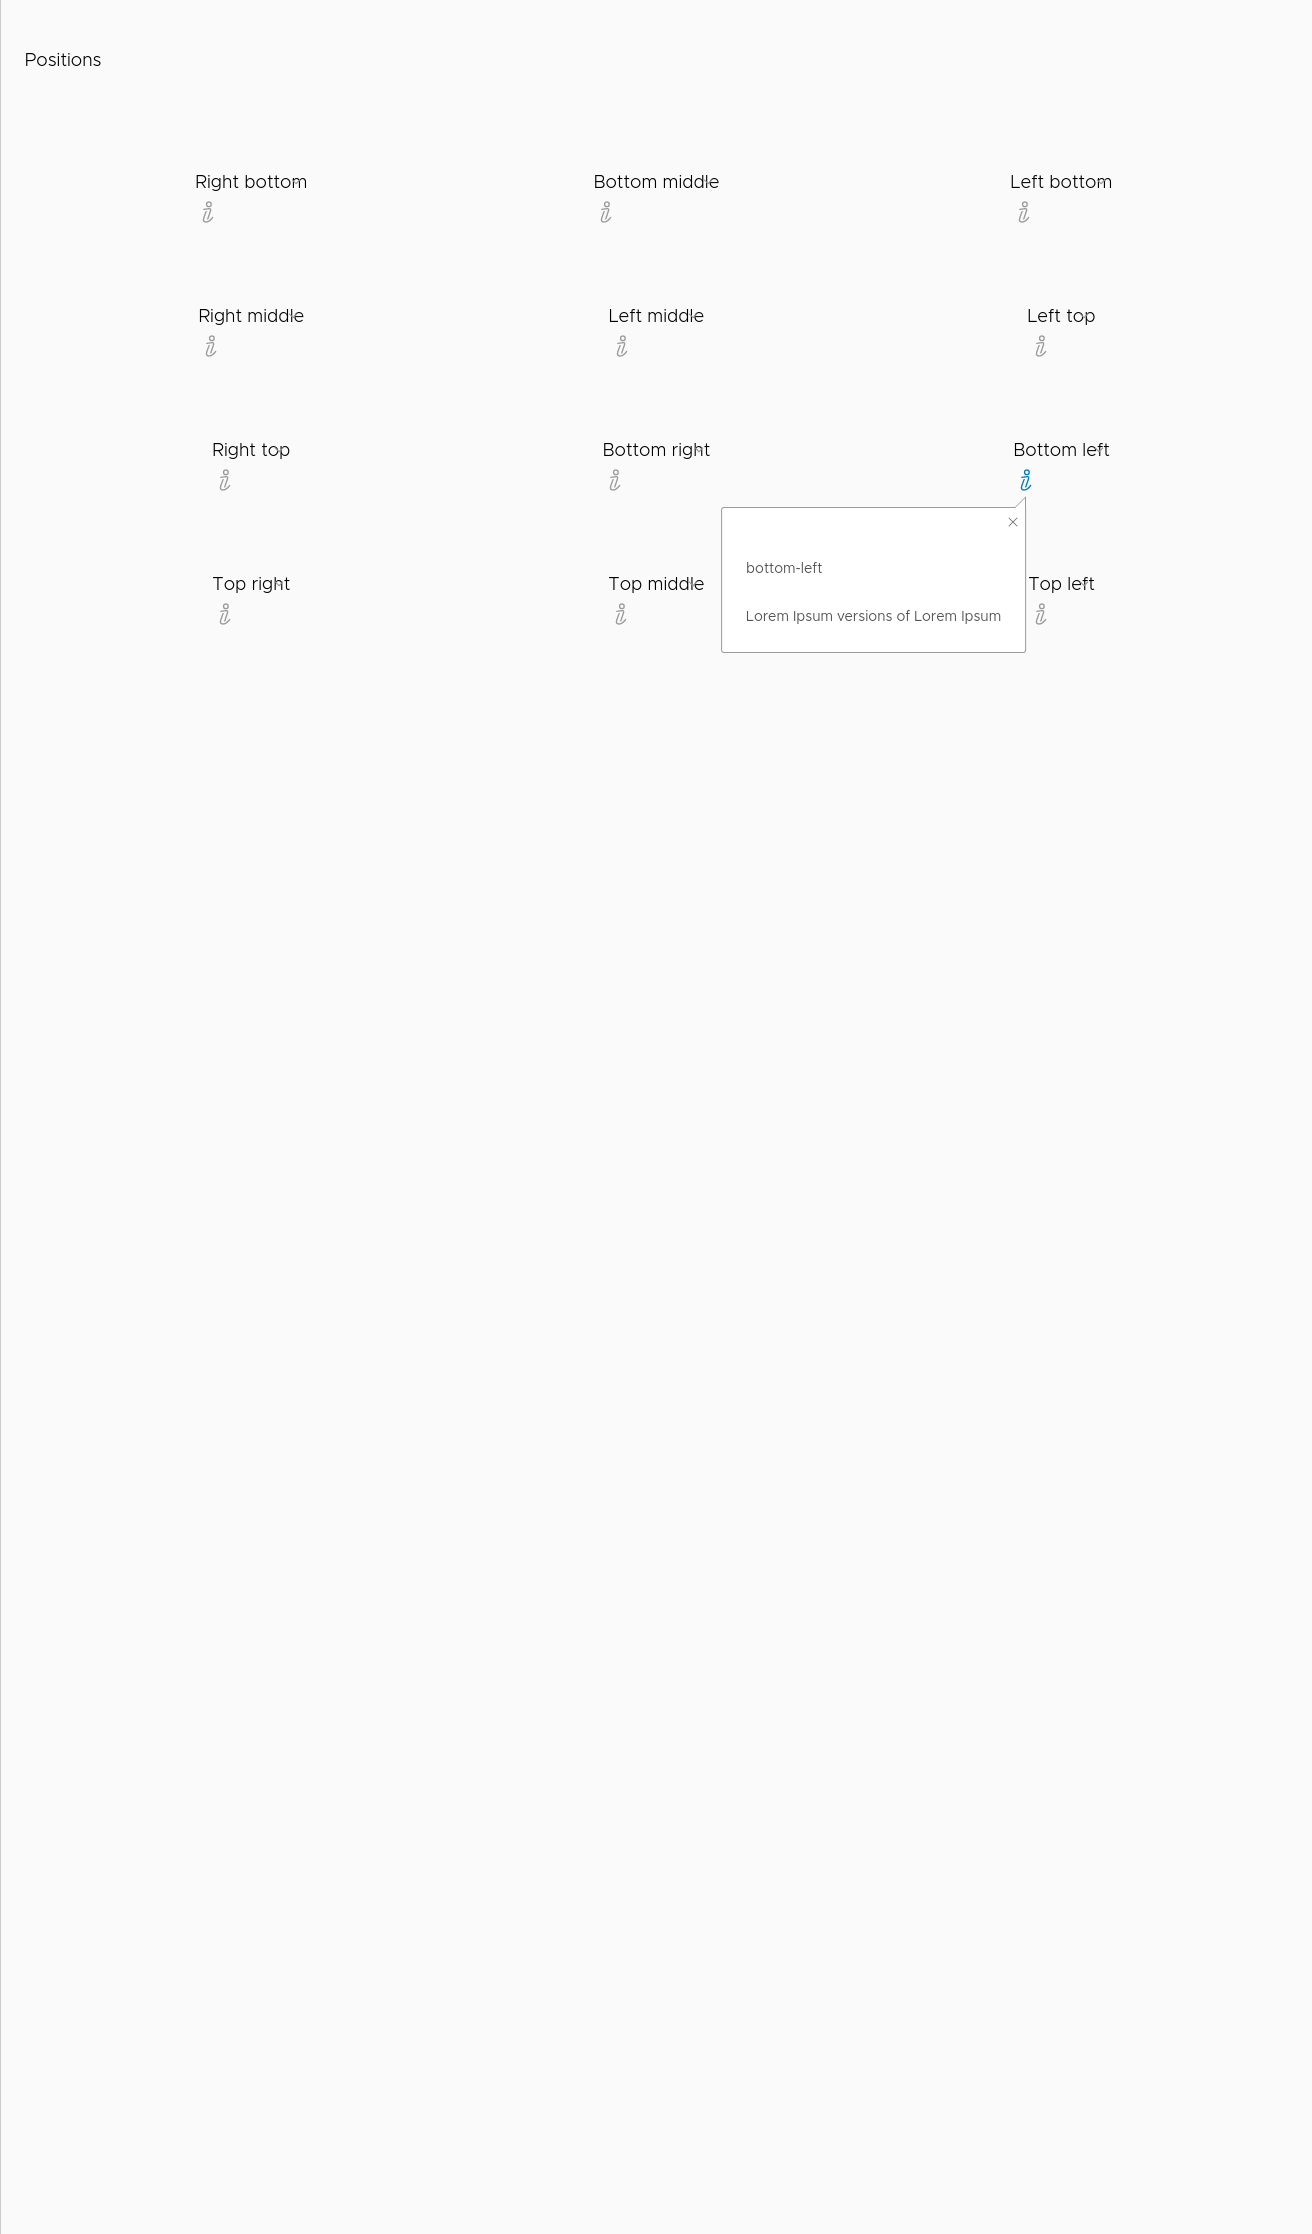 Positions
Right bottom
Bottom middle
Left bottom
Right middle
Left middle
Left top
Right top
Bottom right
Bottom left
bottom-left
Top right
Top middle
Top left
Lorem Ipsum versions of Lorem Ipsum